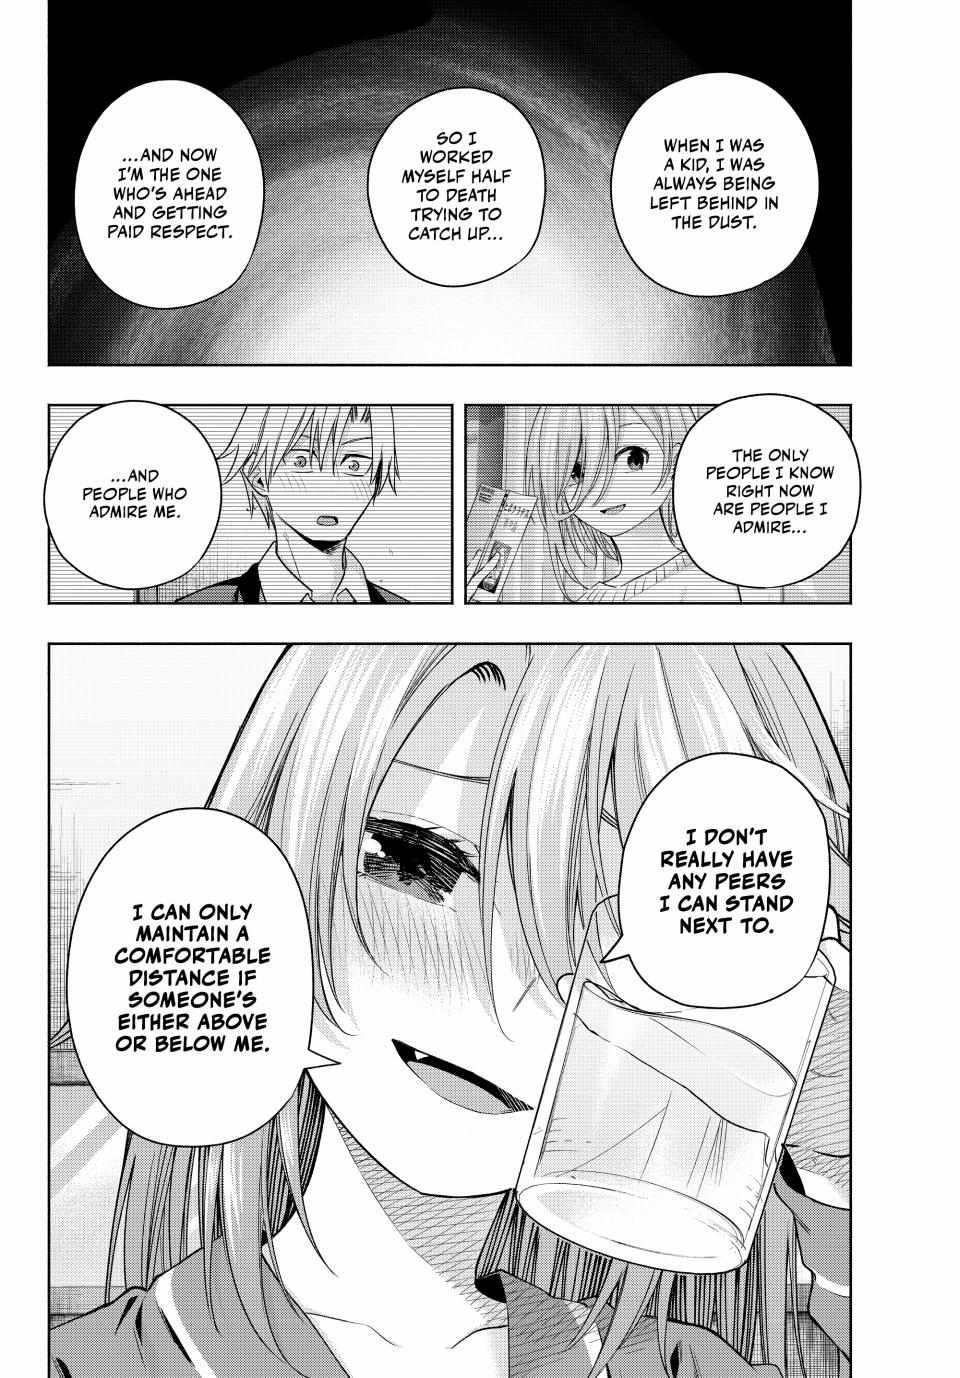 WHEN I WAS
A KID, I WAS
ALWAYS BEING
LEFT BEHIND IN
THE DUST.
SO I
WORKED
MYSELF HALF
TO DEATH
TRYING TO
CATCH UP...
...AND NOW
I'M THE ONE
WHO'S AHEAD
AND GETTING
PAID RESPECT.
THE ONLY
PEOPLE I KNOW
RIGHT NOW
ARE PEOPLE I
ADMIRE...
...AND
PEOPLE WHO
ADMIRE ME.
I DON'T
REALLY HAVE
ANY PEERS
I CAN STAND
NEXT TO.
I CAN ONLY
MAINTAIN A
COMFORTABLE
DISTANCE IF
SOMEONE'S
EITHER ABOVE
OR BELOW ME.